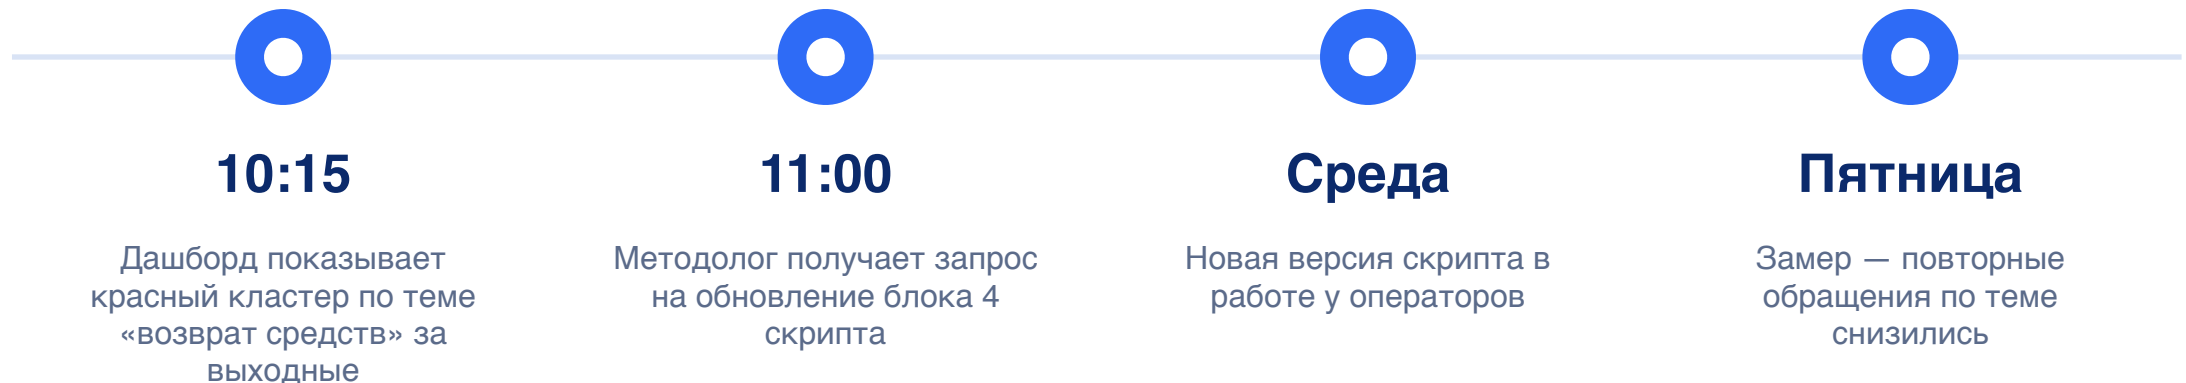 10:15
Дашборд показывает
красный кластер по теме
«возврат средств» за
выходные
11:00
Методолог получает запрос
на обновление блока 4
скрипта
Среда
Новая версия скрипта в
работе у операторов
Пятница
Замер — повторные
обращения по теме
снизились